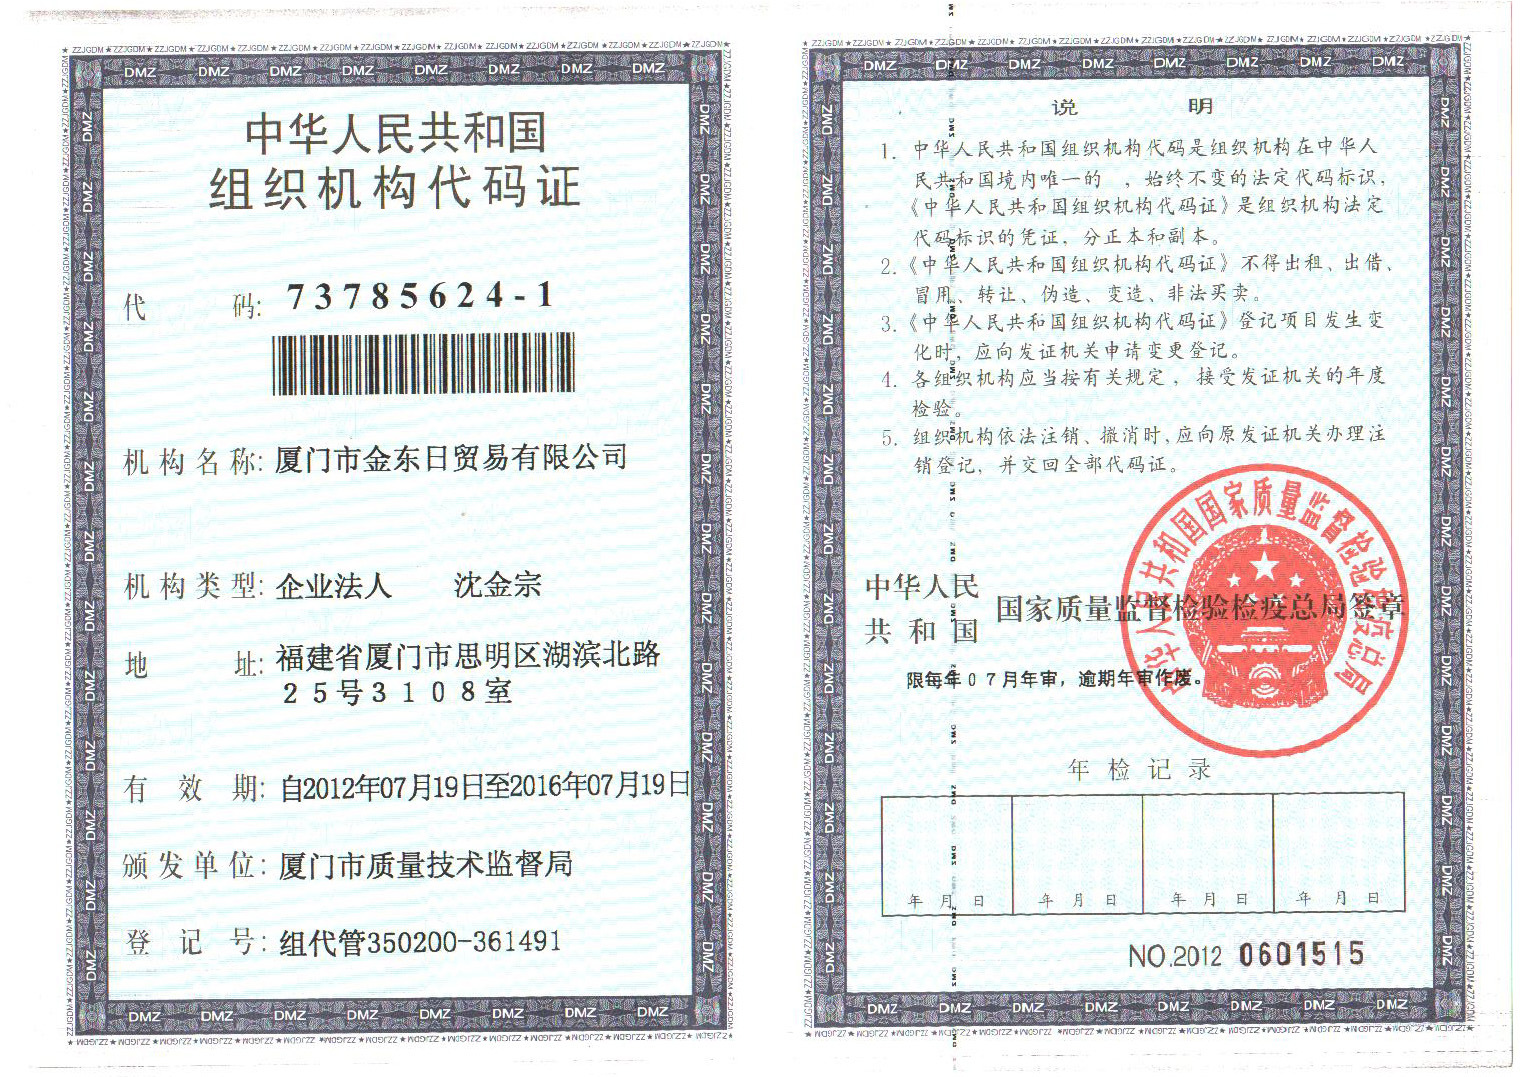 中华人民共和国
组织机构代码证
代 码: 73785624-1
机构名称: 厦门市金东日贸易有限公司
机构类型: 企业法人 沈金宗
地 址: 福建省厦门市思明区湖滨北路
25号3108室
有 效 期: 自2012年07月19日至2016年07月19日
颁发单位: 厦门市质量技术监督局
登 记 号: 组代管350200-361491
说 明
1. 中华人民共和国组织机构代码是组织机构在中华人
民共和国境内唯一的 ，始终不变的法定代码标识，
《中华人民共和国组织机构代码证》是组织机构法定
代码标识的凭证，分正本和副本。
2.《中华人民共和国组织机构代码证》不得出租、出借、
冒用、转让、伪造、变造、非法买卖。
3.《中华人民共和国组织机构代码证》登记项目发生变
化时，应向发证机关申请变更登记。
4. 各组织机构应当按有关规定，接受发证机关的年度
检验。
5. 组织机构依法注销、撤消时，应向原发证机关办理注
销登记，并交回全部代码证。
中华人民
共和国
国家质量监督检验检疫总局签章
中华人民共和国国家质量监督检验检疫总局
限每年07月年审，逾期年审作废。
年检记录
年 月 日 年 月 日 年 月 日 年 月 日
NO.2012 0601515